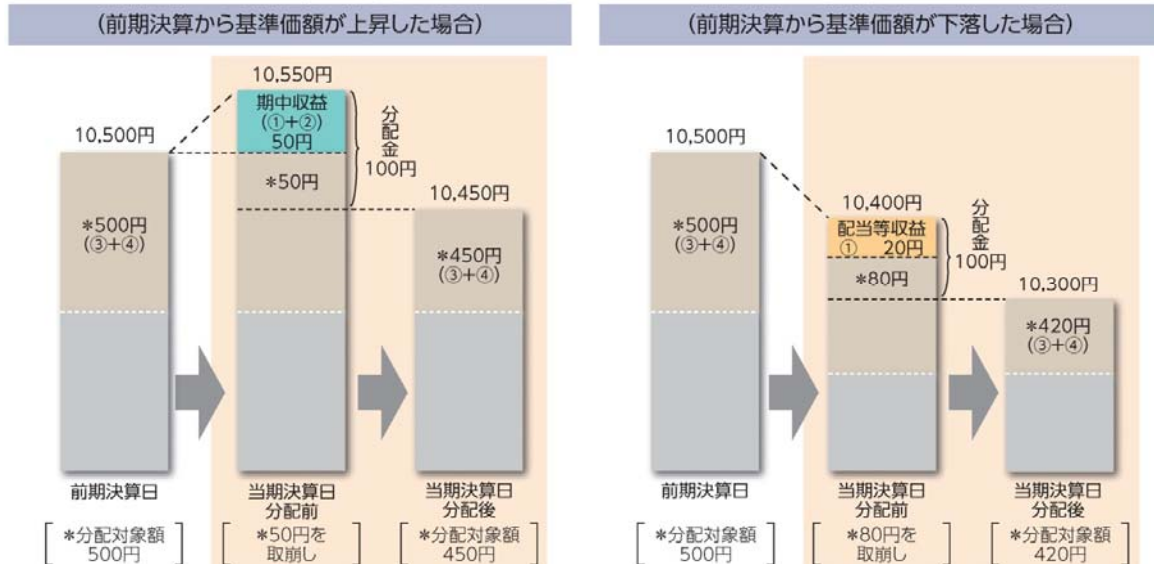 (前期決算から基準価額が上昇した場合)
10,500円
*500円
(③+④)
10,550円
期中収益
(①+②)
50円
*50円
分配金
100円
10,450円
*450円
(③+④)
前期決算日
当期決算日
分配前
当期決算日
分配後
*分配対象額
500円
*50円を
取崩し
*分配対象額
450円
(前期決算から基準価額が下落した場合)
10,500円
*500円
(③+④)
10,400円
配当等収益
① 20円
*80円
分配金
100円
10,300円
*420円
(③+④)
前期決算日
当期決算日
分配前
当期決算日
分配後
*分配対象額
500円
*80円を
取崩し
*分配対象額
420円